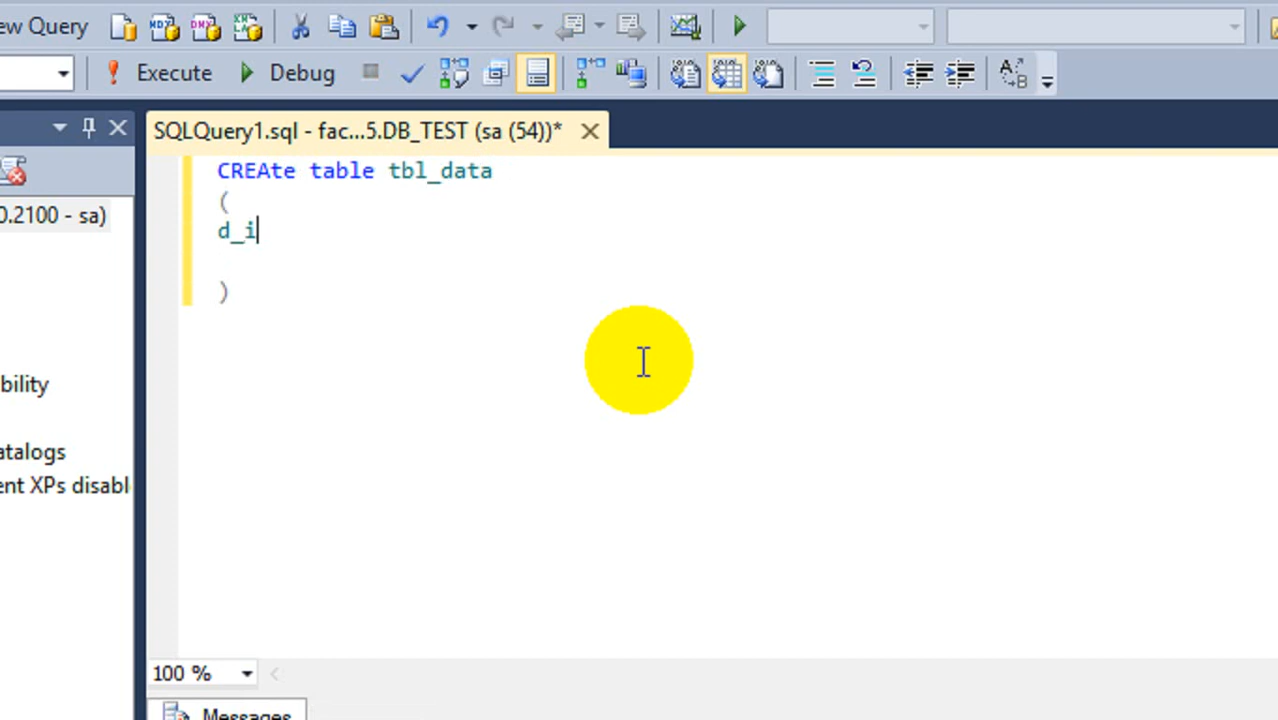 ew Query
Execute
Debug
SQLQuery1.sql - fac...5.DB_TEST (sa (54))*
0.2100 - sa)
CREAte table tbl_data
(
d_i
)
bility
atalogs
ent XPs disabl
100 %
Messages